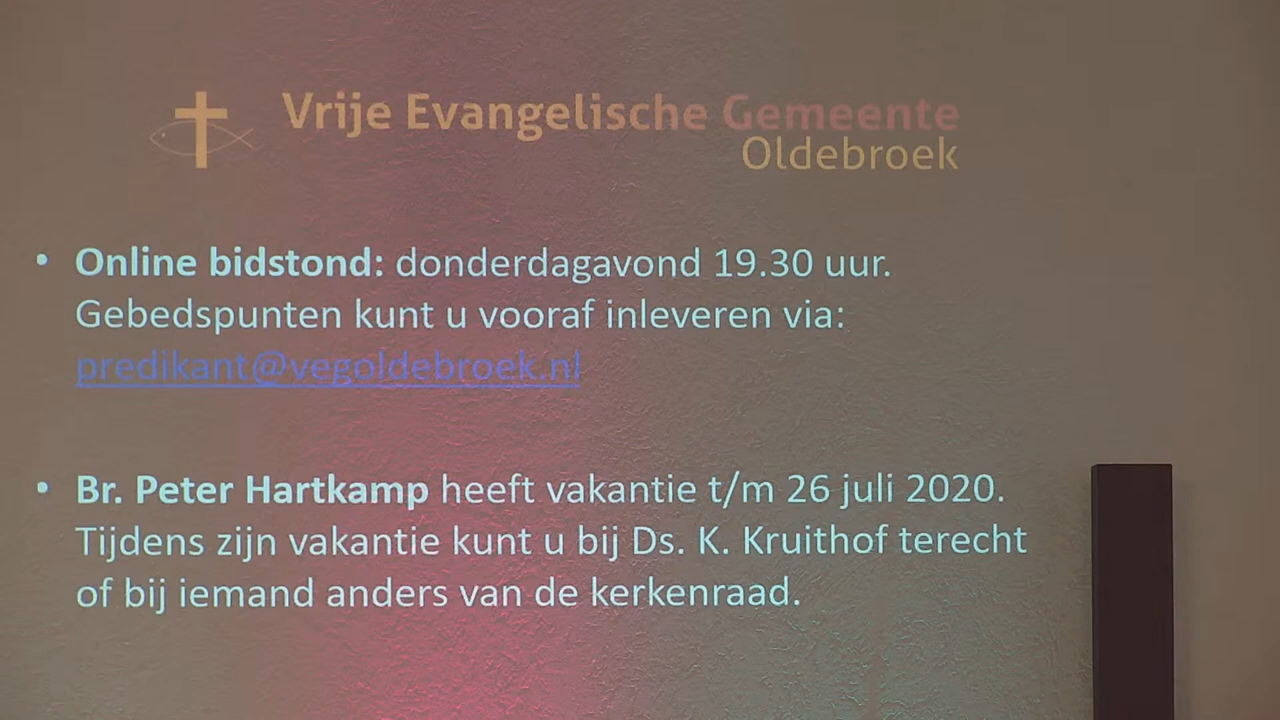 Vrije Evangelische Gemeente
Oldebroek
• Online bidstond: donderdagavond 19.30 uur.
Gebedspunten kunt u vooraf inleveren via:
predikant@vegoldebroek.nl
• Br. Peter Hartkamp heeft vakantie t/m 26 juli 2020.
Tijdens zijn vakantie kunt u bij Ds. K. Kruithof terecht
of bij iemand anders van de kerkenraad.